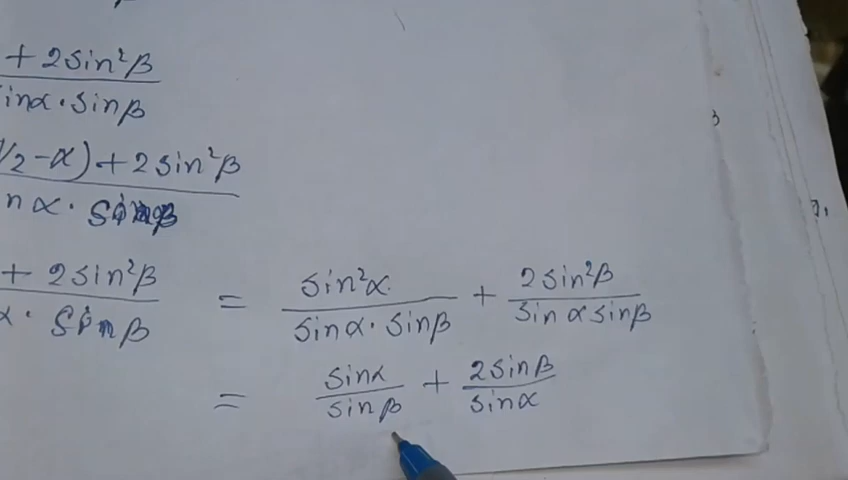 + 2sin²β
inα · sinβ
/2 - α) + 2sin²β
nα · sinβ
+ 2sin²β / α · sinβ = sin²α / sinα · sinβ + 2sin²β / sinα sinβ
= sinα / sinβ + 2sinβ / sinα